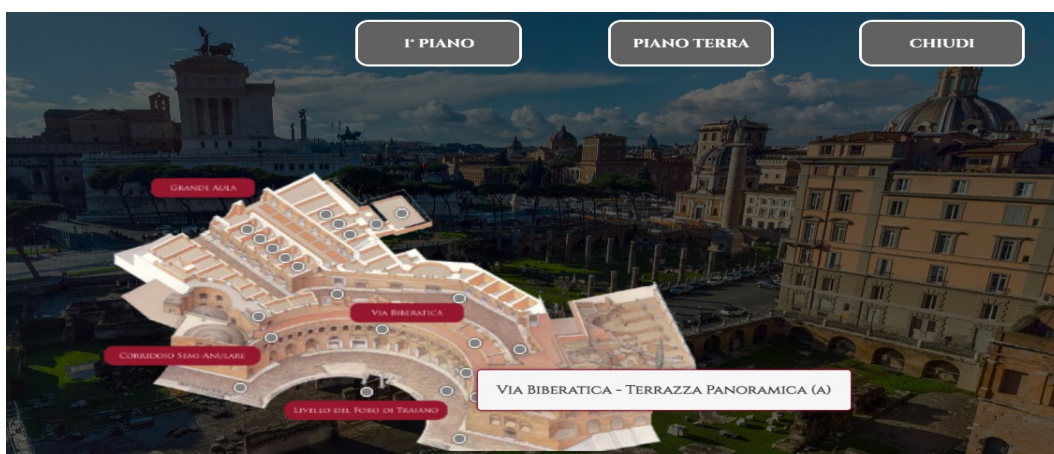 1° PIANO
PIANO TERRA
CHIUDI
GRANDE AULA
VIA BIBERATICA
CORRIDOIO SEMI-ANULARE
VIA BIBERATICA - TERRAZZA PANORAMICA (A)
LIVELLO DEL FORO DI TRAIANO